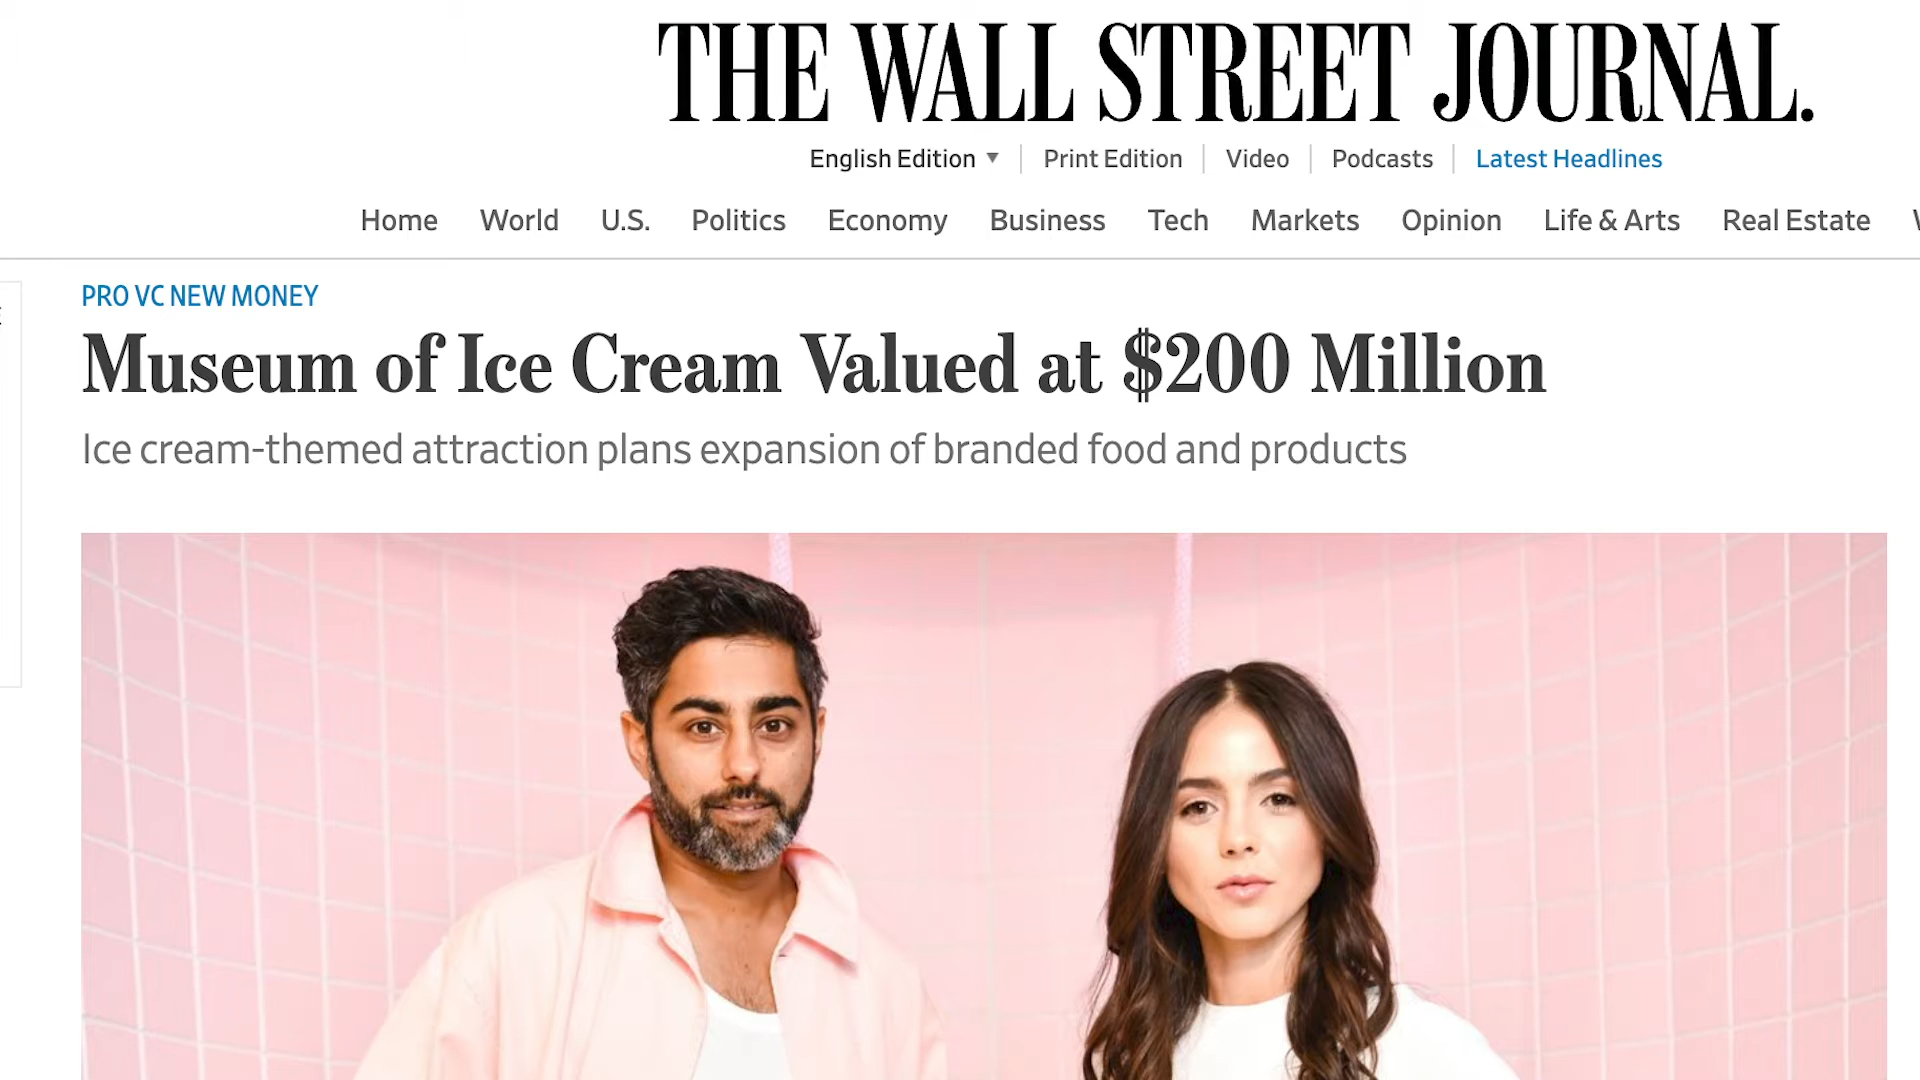 THE WALL STREET JOURNAL.
English Edition ▼ | Print Edition | Video | Podcasts | Latest Headlines
Home World U.S. Politics Economy Business Tech Markets Opinion Life & Arts Real Estate
PRO VC NEW MONEY
Museum of Ice Cream Valued at $200 Million
Ice cream-themed attraction plans expansion of branded food and products